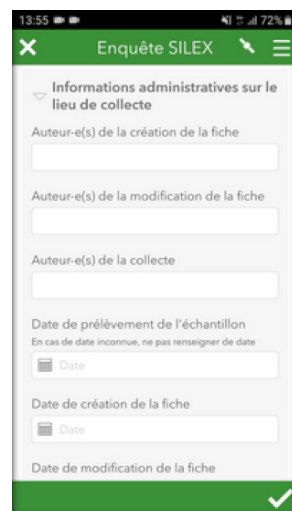 13:55 72%
Enquête SILEX
Informations administratives sur le
lieu de collecte
Auteur-e(s) de la création de la fiche
Auteur-e(s) de la modification de la fiche
Auteur-e(s) de la collecte
Date de prélèvement de l'échantillon
En cas de date inconnue, ne pas renseigner de date
Date
Date de création de la fiche
Date
Date de modification de la fiche